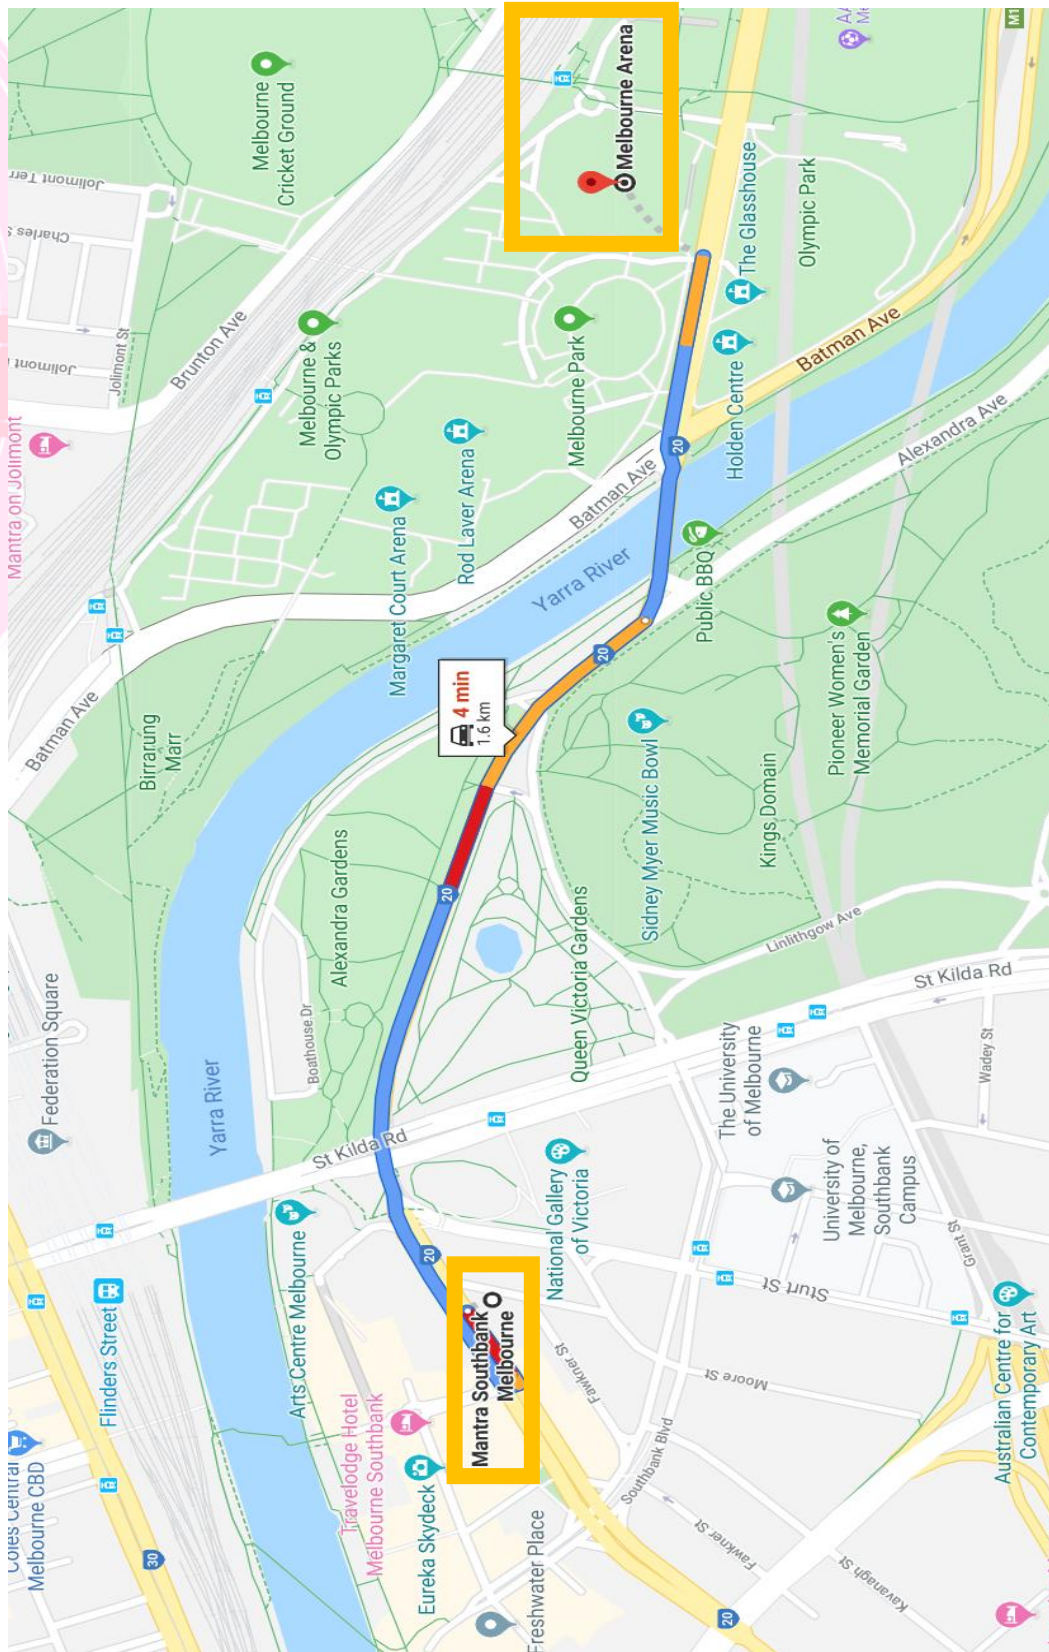 Coles Central
Melbourne CBD
30
Federation Square
Flinders Street
Mantra on Jolimont
Batman Ave
Birrarung
Marr
Jolimont St
Jolimont Terr
Charles S
Brunton Ave
Yarra River
Arts Centre Melbourne
Boathouse Dr
Melbourne &
Olympic Parks
Melbourne
Cricket Ground
Travelodge Hotel
Melbourne Southbank
St Kilda Rd
Alexandra Gardens
Margaret Court Arena
Eureka Skydeck
20
20
4 min
1.6 km
Rod Laver Arena
Mantra Southbank
Melbourne
Freshwater Place
National Gallery
of Victoria
Fawkner St
Queen Victoria Gardens
Yarra River
Batman Ave
Melbourne Park
20
Melbourne Arena
Southbank Blvd
Sidney Myer Music Bowl
20
Public BBQ
20
Fawkner St
Moore St
Sturt St
The University
of Melbourne
Kings Domain
Linlithgow Ave
Holden Centre
The Glasshouse
Olympic Park
Kavanagh St
University of
Melbourne,
Southbank
Campus
Pioneer Women's
Memorial Garden
Batman Ave
Alexandra Ave
Grant St
St Kilda Rd
Wadey St
Australian Centre for
Contemporary Art
M1